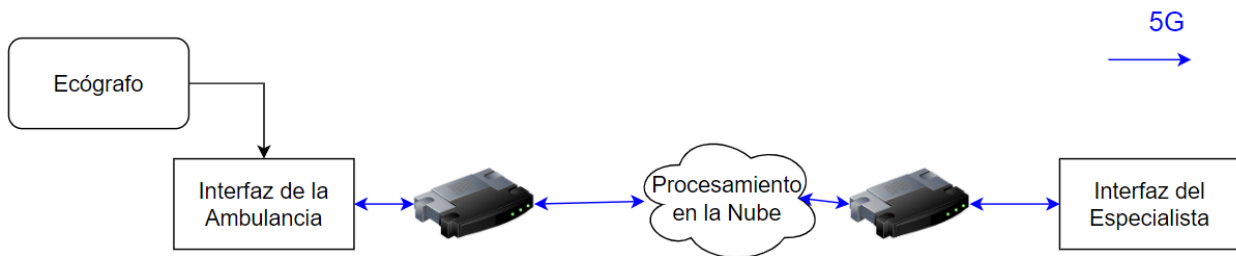 5G
Ecógrafo
Interfaz de la
Ambulancia
Procesamiento
en la Nube
Interfaz del
Especialista